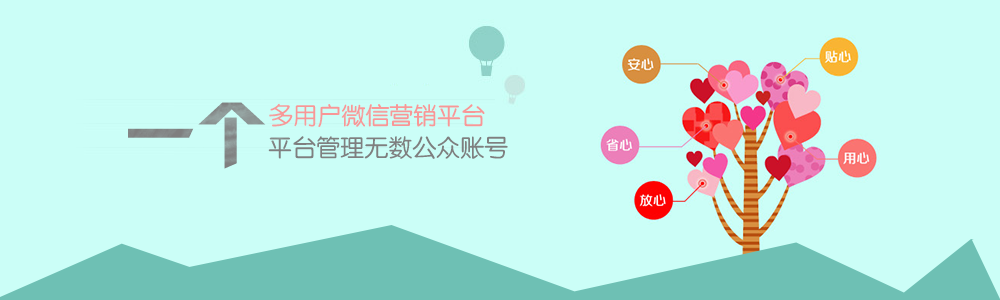 一个
多用户微信营销平台
平台管理无数公众账号
安心
贴心
省心
用心
放心